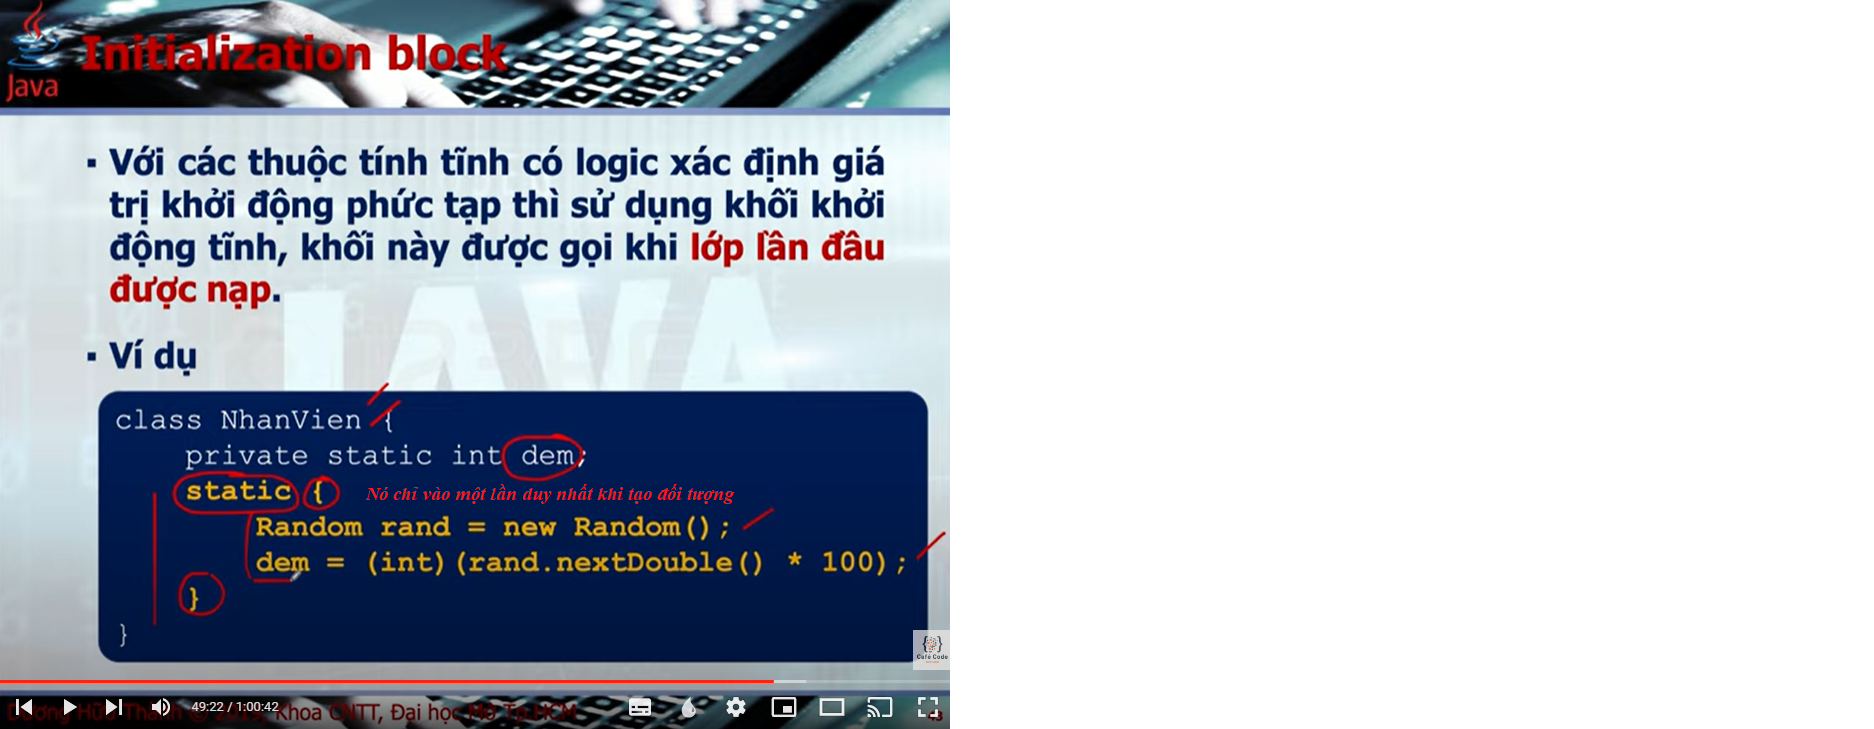 Java
Initialization block
▪ Với các thuộc tính tĩnh có logic xác định giá
trị khởi động phức tạp thì sử dụng khối khởi
động tĩnh, khối này được gọi khi lớp lần đầu
được nạp.
▪ Ví dụ
class NhanVien {
private static int dem;
static {
Nó chỉ vào một lần duy nhất khi tạo đối tượng
Random rand = new Random();
dem = (int)(rand.nextDouble() * 100);
}
}
{ }
Café Code
49:22 / 1:00:42
Dương Hữu Thành © 2019, Khoa CNTT, Đại học Mở Tp.HCM